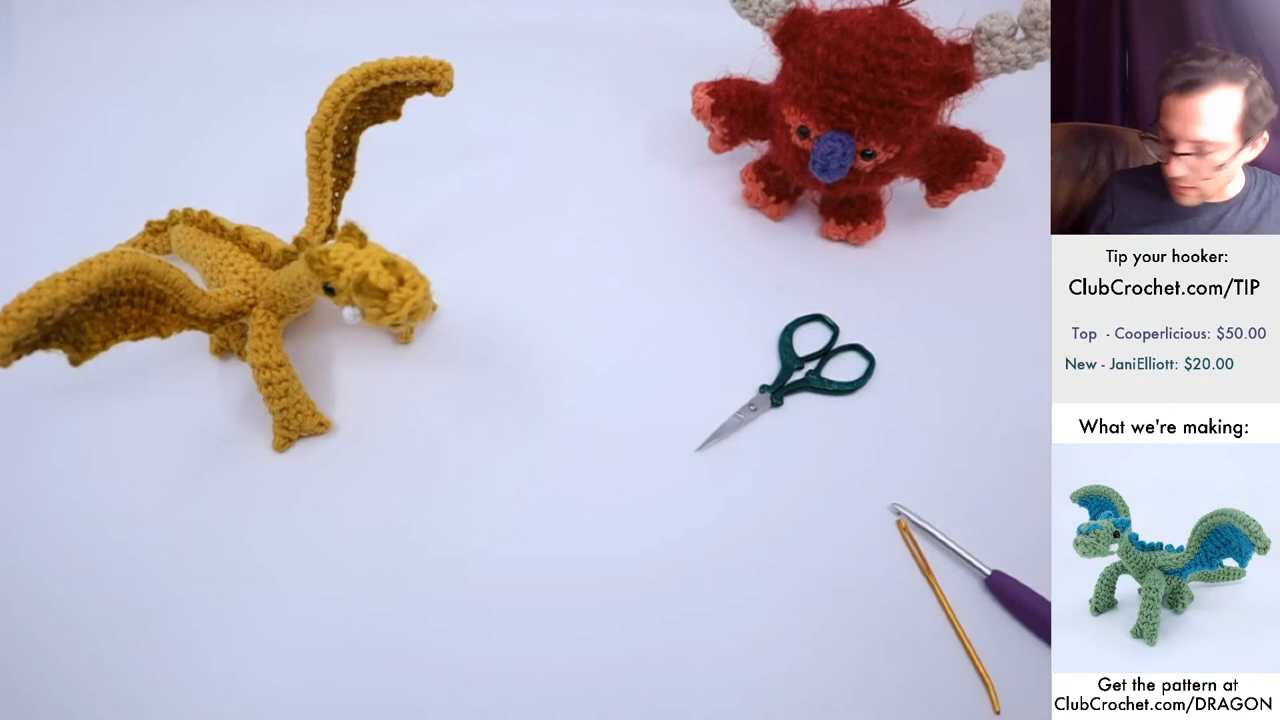 Tip your hooker:
ClubCrochet.com/TIP
Top - Cooperlicious: $50.00
New - JaniElliott: $20.00
What we're making:
Get the pattern at
ClubCrochet.com/DRAGON